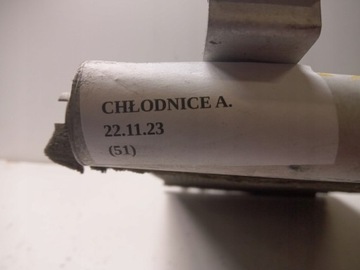 CHŁODNICE A.
22.11.23
(51)